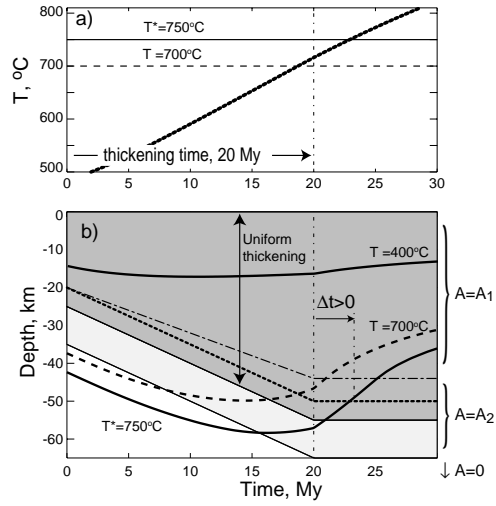 a)
T*=750°C
T = 700°C
T, °C
800
700
600
500
thickening time, 20 My
0 5 10 15 20 25 30
b)
0
-10
-20
-30
-40
-50
-60
Depth, km
Uniform thickening
T =400°C
Δt>0
T =700°C
T*=750°C
A=A1
A=A2
↓ A=0
0 5 10 15 20 25
Time, My